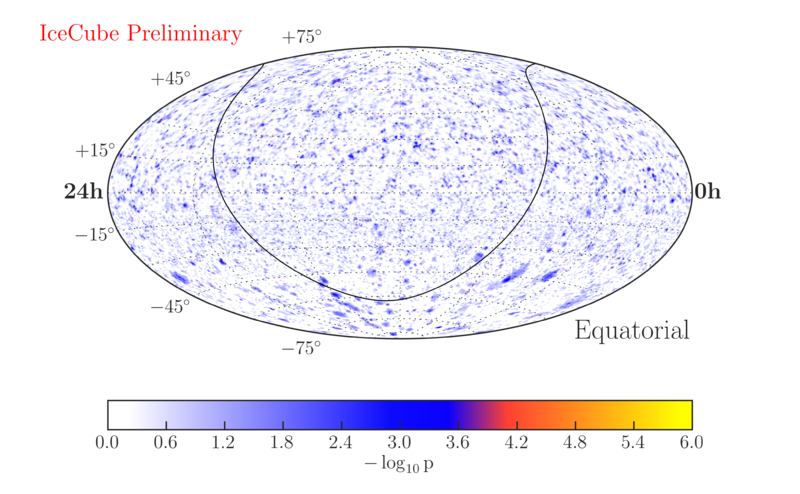 IceCube Preliminary
+75°
+45°
+15°
24h
0h
−15°
−45°
Equatorial
−75°
0.0 0.6 1.2 1.8 2.4 3.0 3.6 4.2 4.8 5.4 6.0
− log₁₀ p